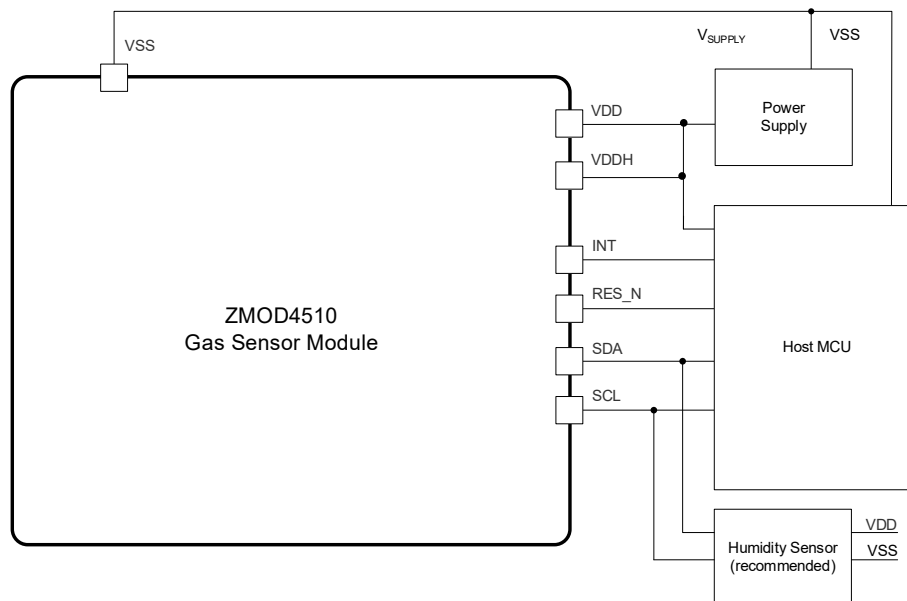 VSS
V_SUPPLY VSS
Power
Supply
VDD
VDDH
INT
RES_N
SDA
SCL
ZMOD4510
Gas Sensor Module
Host MCU
Humidity Sensor
(recommended)
VDD
VSS